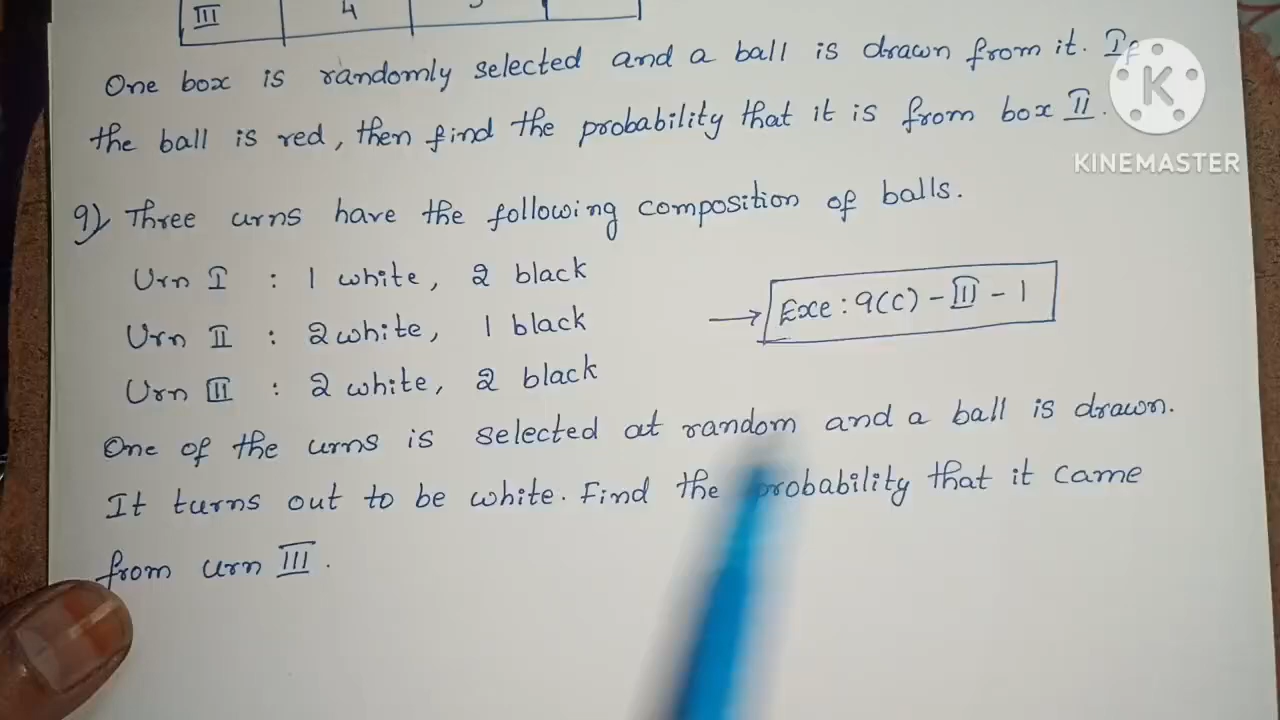 III 4
One box is randomly selected and a ball is drawn from it. If
the ball is red, then find the probability that it is from box II.
K
KINEMASTER
9) Three urns have the following composition of balls.
Urn I : 1 white, 2 black
Urn II : 2 white, 1 black
→ Exe : 9(c) - III - 1
Urn III : 2 white, 2 black
One of the urns is selected at random and a ball is drawn.
It turns out to be white. Find the probability that it came
from urn III.